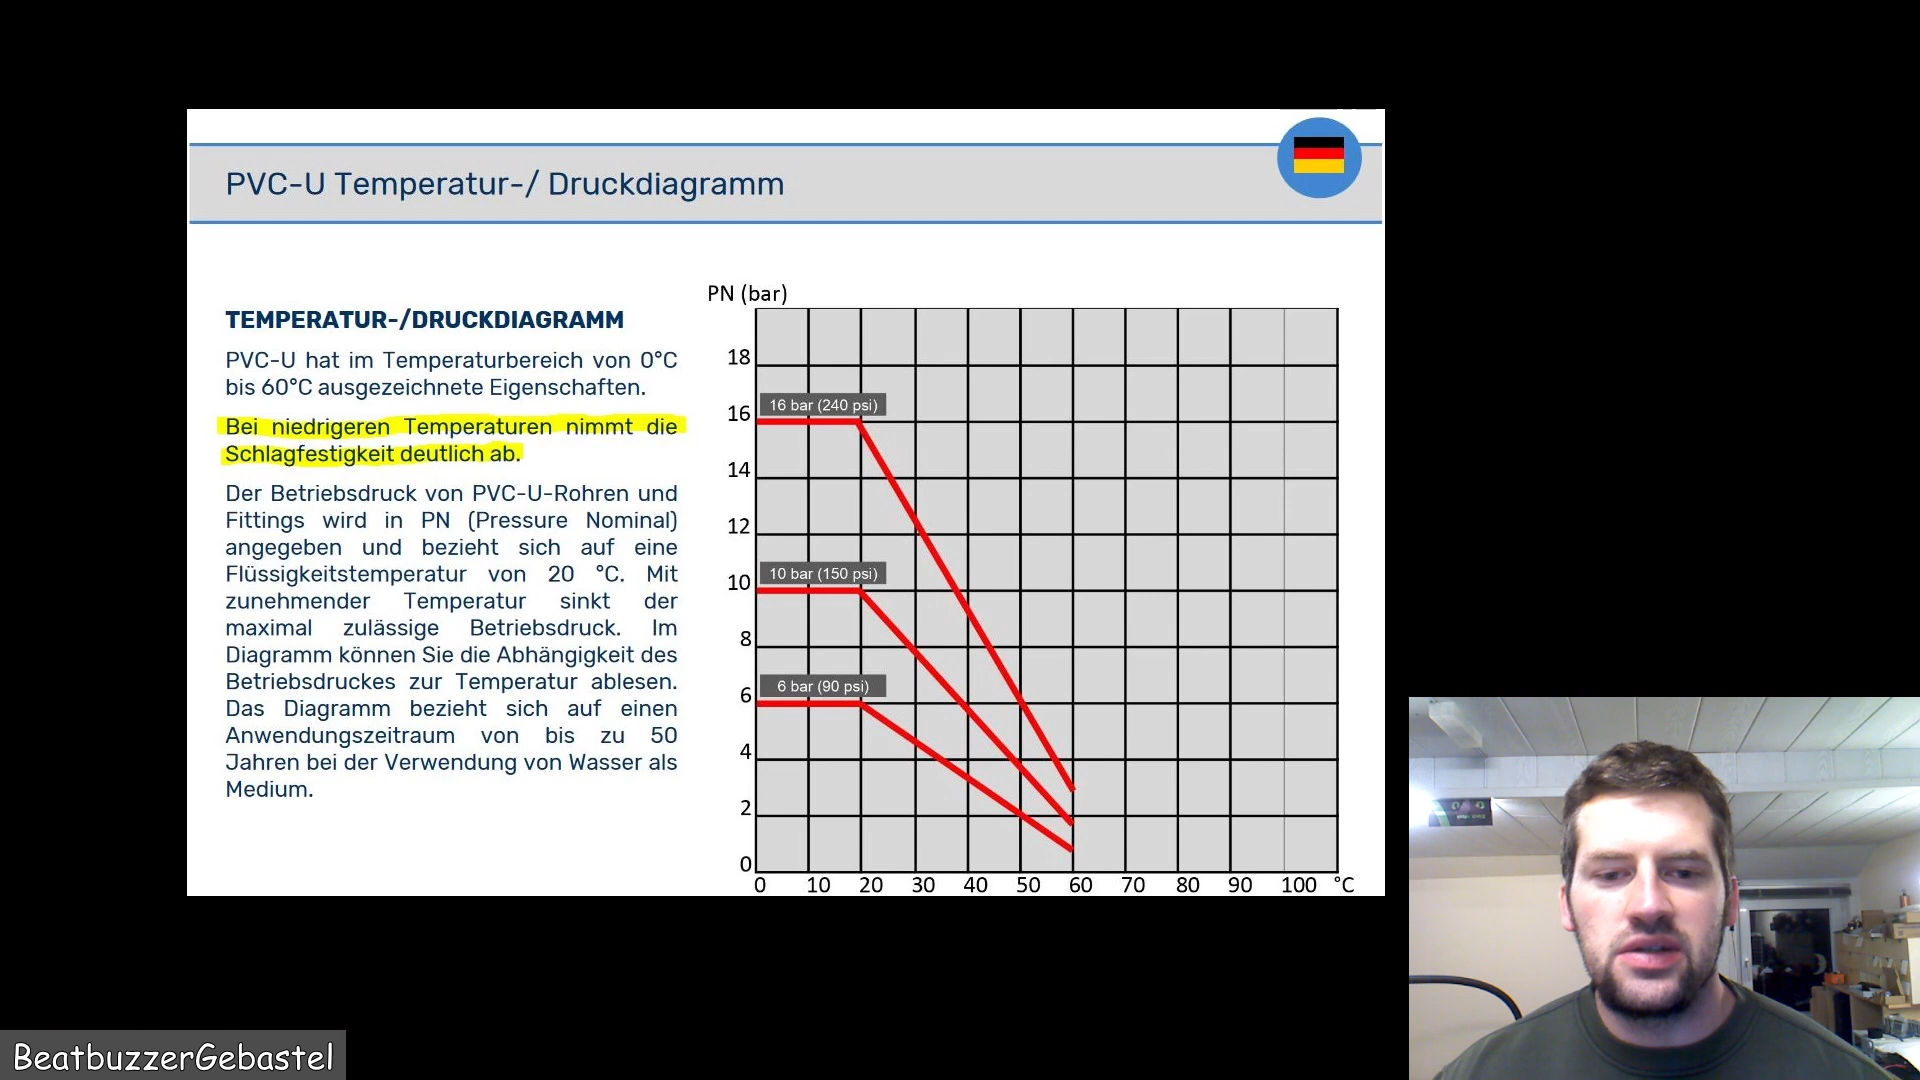 PVC-U Temperatur-/ Druckdiagramm
TEMPERATUR-/DRUCKDIAGRAMM
PVC-U hat im Temperaturbereich von 0°C
bis 60°C ausgezeichnete Eigenschaften.
Bei niedrigeren Temperaturen nimmt die
Schlagfestigkeit deutlich ab.
Der Betriebsdruck von PVC-U-Rohren und
Fittings wird in PN (Pressure Nominal)
angegeben und bezieht sich auf eine
Flüssigkeitstemperatur von 20 °C. Mit
zunehmender Temperatur sinkt der
maximal zulässige Betriebsdruck. Im
Diagramm können Sie die Abhängigkeit des
Betriebsdruckes zur Temperatur ablesen.
Das Diagramm bezieht sich auf einen
Anwendungszeitraum von bis zu 50
Jahren bei der Verwendung von Wasser als
Medium.
PN (bar)
18
16
14
12
10
8
6
4
2
0
16 bar (240 psi)
10 bar (150 psi)
6 bar (90 psi)
0 10 20 30 40 50 60 70 80 90 100 °C
BeatbuzzerGebastel